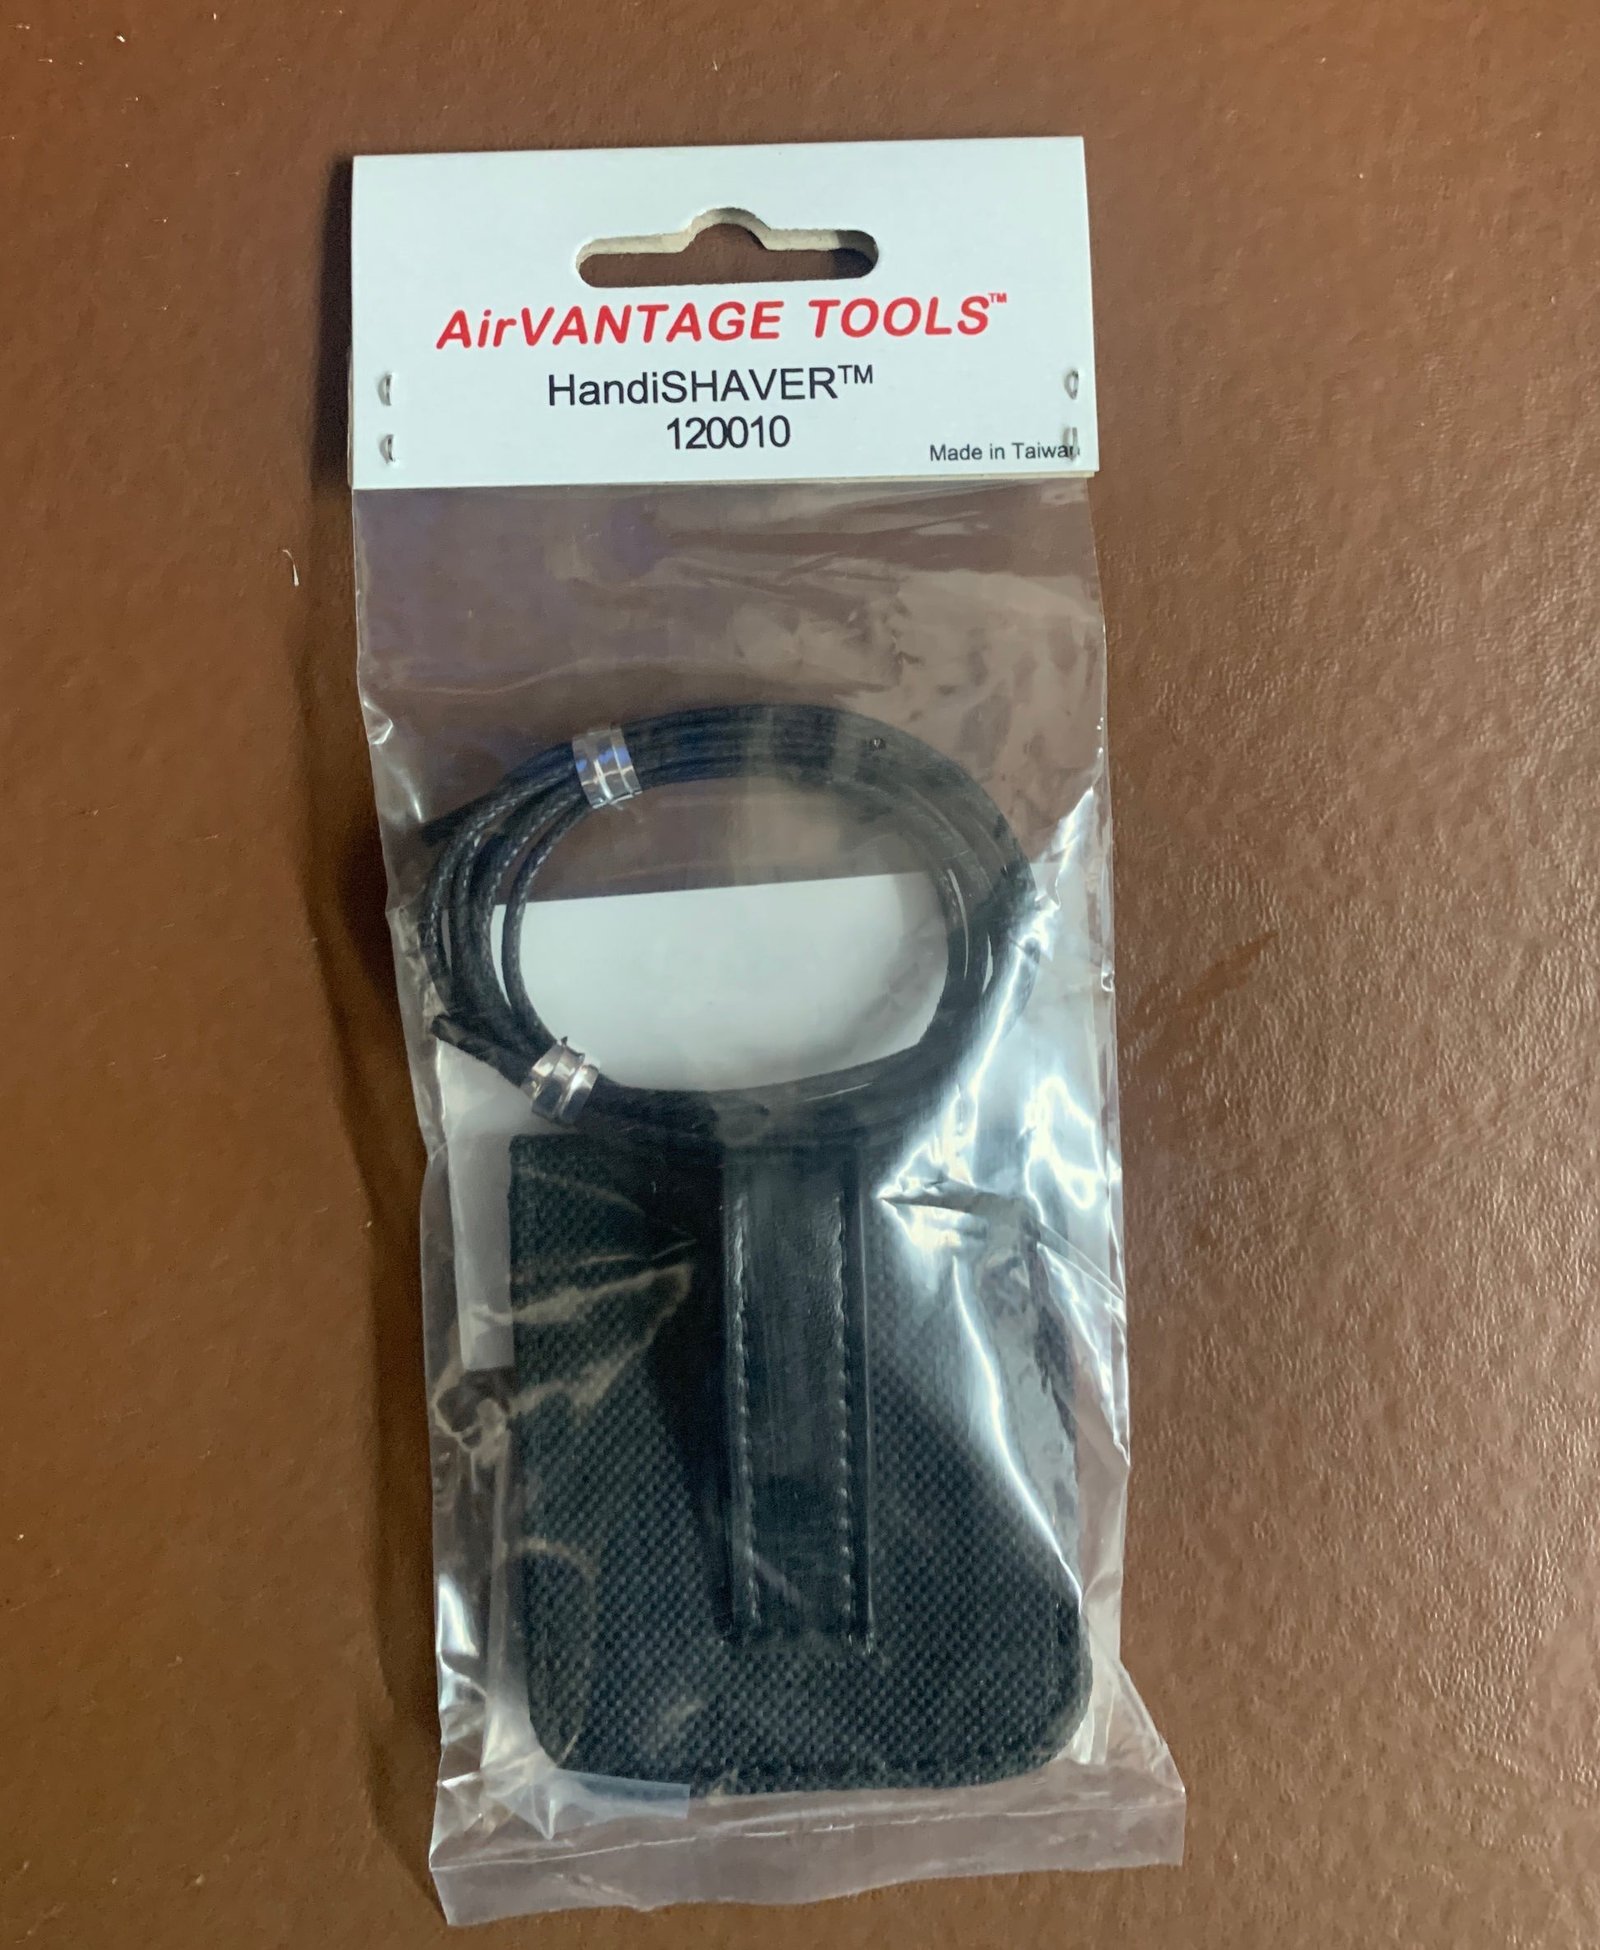 AirVANTAGE TOOLS™
HandiSHAVER™
120010
Made in Taiwan